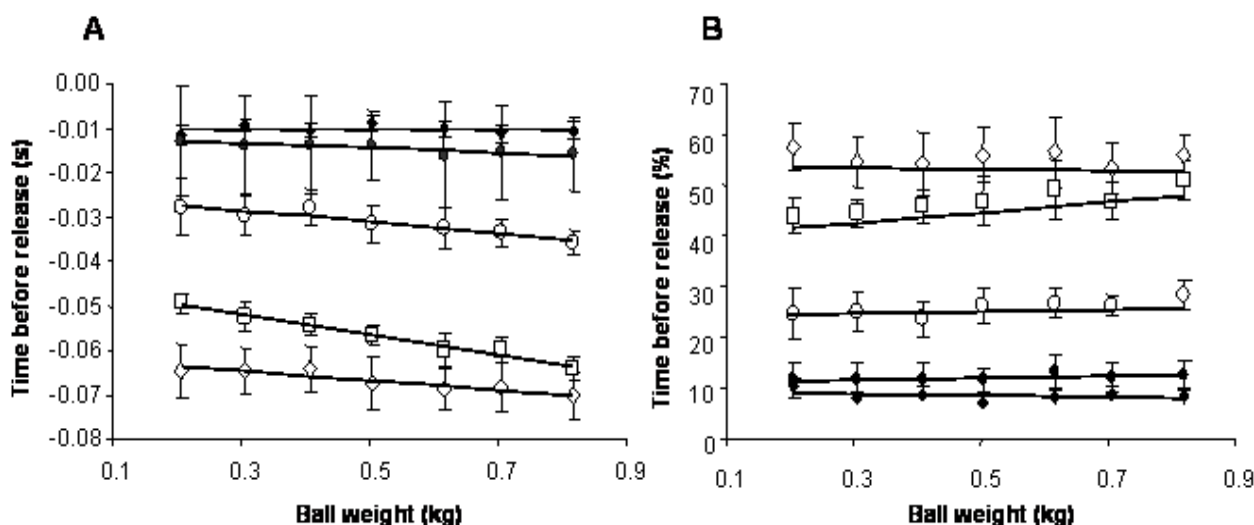 A
0.00
-0.01
-0.02
-0.03
-0.04
-0.05
-0.06
-0.07
-0.08
Time before release (s)
0.1 0.3 0.5 0.7 0.9
Ball weight (kg)
B
70
60
50
40
30
20
10
0
Time before release (%)
0.1 0.3 0.5 0.7 0.9
Ball weight (kg)